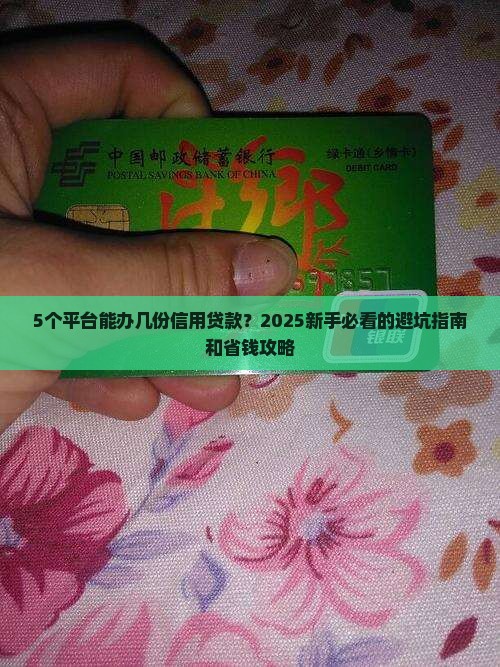 中国邮政储蓄银行
POSTAL SAVINGS BANK OF CHINA
绿卡通(乡情卡)
DEBIT CARD
乡
97857
5个平台能办几份信用贷款？2025新手必看的避坑指南
和省钱攻略
银联